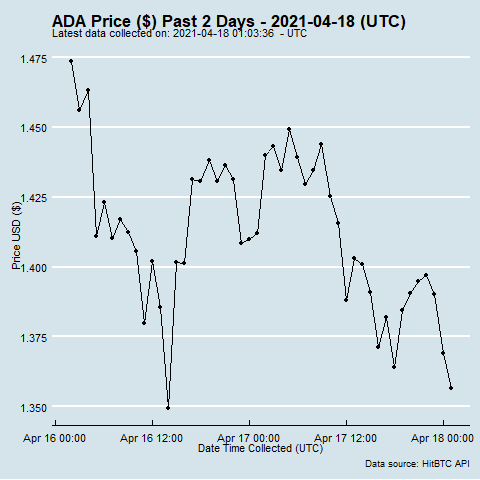 ADA Price ($) Past 2 Days - 2021-04-18 (UTC)
Latest data collected on: 2021-04-18 01:03:36  - UTC
1.475
1.450
1.425
1.400
1.375
1.350
Price USD ($)
Apr 16 00:00 Apr 16 12:00 Apr 17 00:00 Apr 17 12:00 Apr 18 00:00
Date Time Collected (UTC)
Data source: HitBTC API